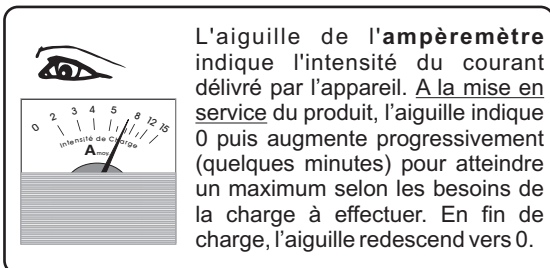 L'aiguille de l'ampèremètre
indique l'intensité du courant
délivré par l’appareil. A la mise en
service du produit, l’aiguille indique
0 puis augmente progressivement
(quelques minutes) pour atteindre
un maximum selon les besoins de
la charge à effectuer. En fin de
charge, l’aiguille redescend vers 0.
0 2 3 4 5 8 12 15
Intensité de Charge
A moy.